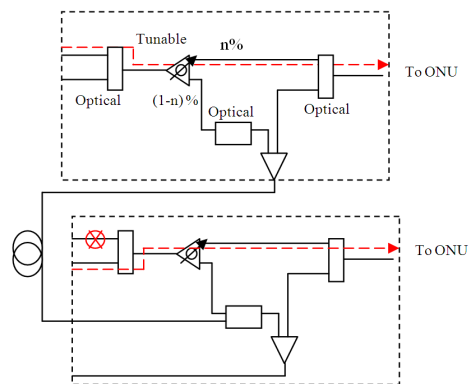 Tunable
n%
To ONU
Optical
(1-n)%
Optical
Optical
To ONU